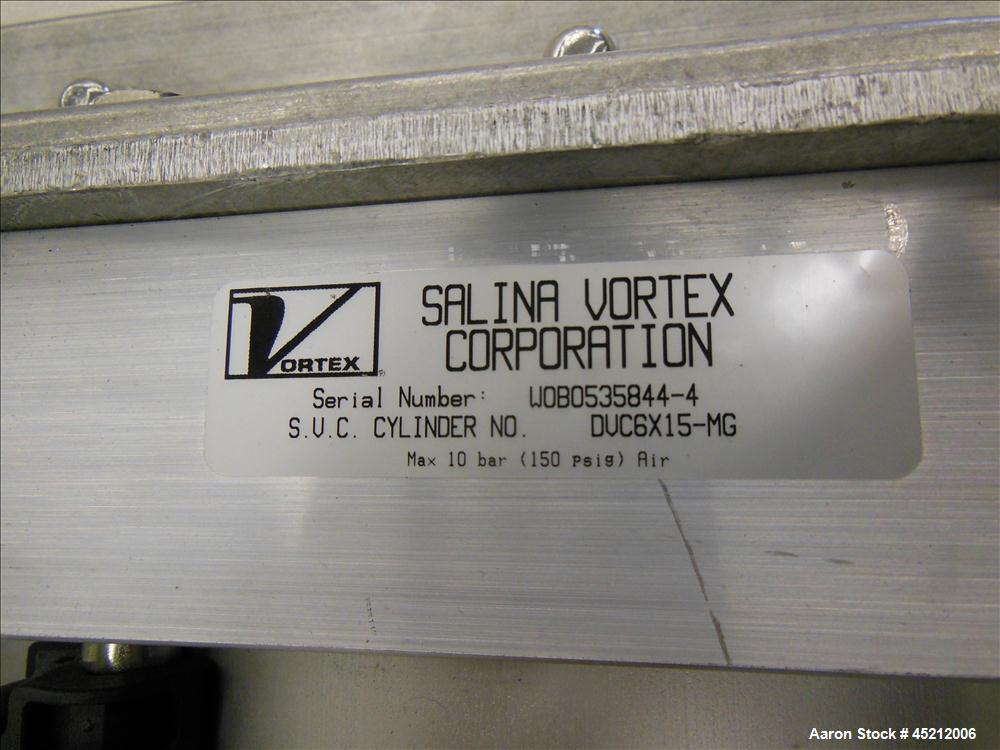 VORTEX
SALINA VORTEX
CORPORATION
Serial Number: WOB0535844-4
S.V.C. CYLINDER NO. DVC6X15-MG
Max 10 bar (150 psig) Air
Aaron Stock # 45212006